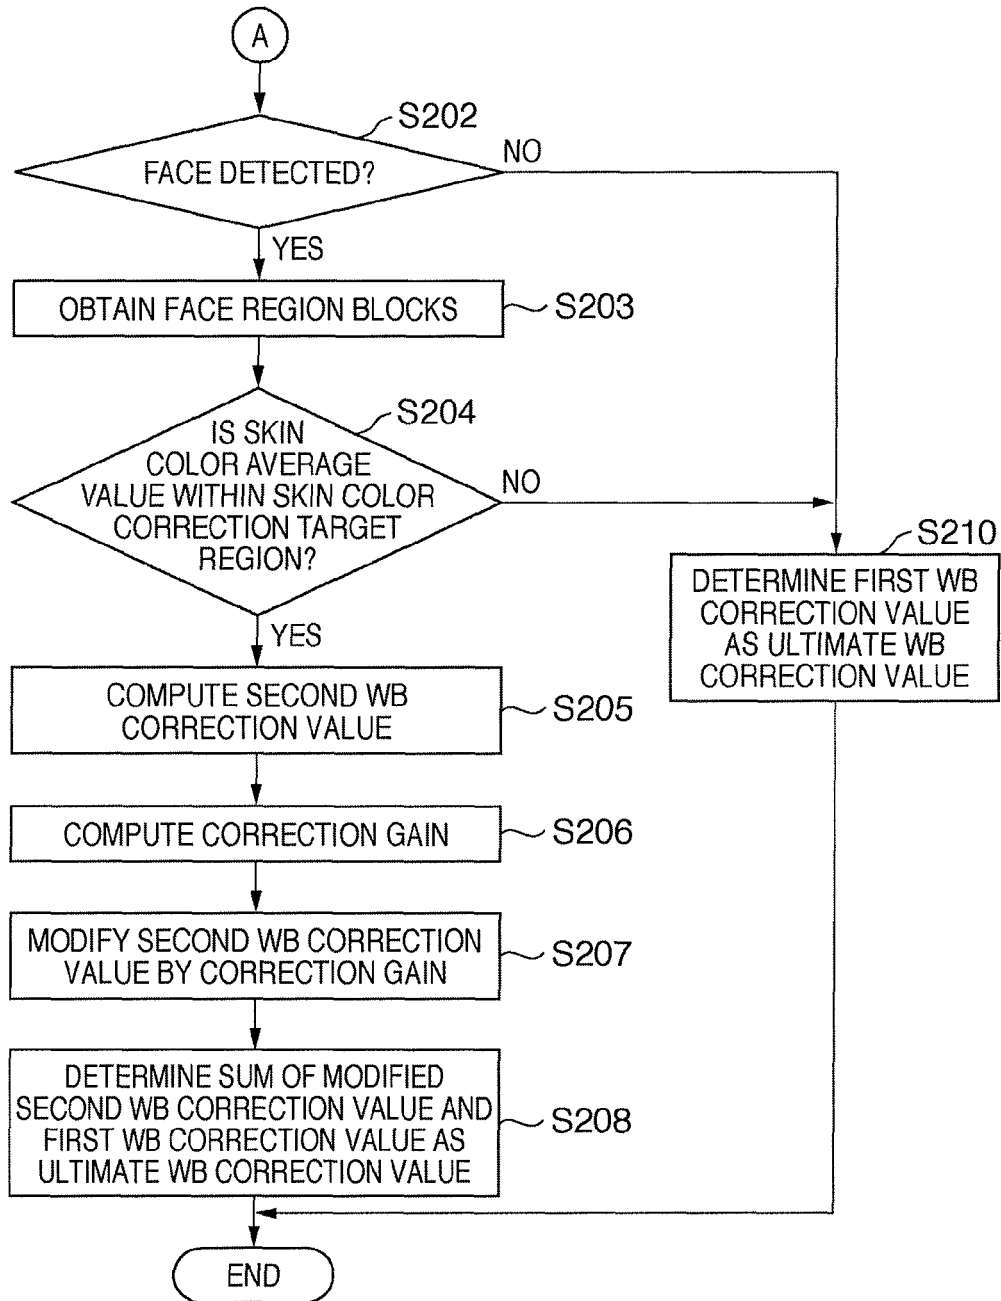 A
S202
FACE DETECTED?
NO
YES
OBTAIN FACE REGION BLOCKS
S203
S204
IS SKIN
COLOR AVERAGE
VALUE WITHIN SKIN COLOR
CORRECTION TARGET
REGION?
NO
YES
S210
DETERMINE FIRST WB
CORRECTION VALUE
AS ULTIMATE WB
CORRECTION VALUE
COMPUTE SECOND WB
CORRECTION VALUE
S205
COMPUTE CORRECTION GAIN
S206
MODIFY SECOND WB CORRECTION
VALUE BY CORRECTION GAIN
S207
DETERMINE SUM OF MODIFIED
SECOND WB CORRECTION VALUE AND
FIRST WB CORRECTION VALUE AS
ULTIMATE WB CORRECTION VALUE
S208
END